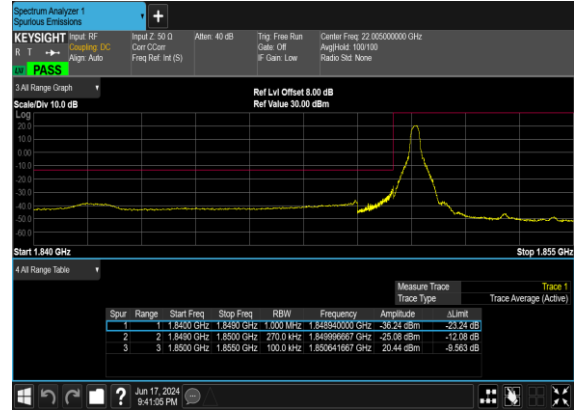 Spectrum Analyzer 1
Spurious Emissions
KEYSIGHT Input: RF Input Z: 50 Ω Atten: 40 dB Trig: Free Run Center Freq: 22.005000000 GHz
R T Coupling: DC Corr CCorr Gate: Off Avg|Hold: 100/100
Align: Auto Freq Ref: Int (S) IF Gain: Low Radio Std: None
PASS
3 All Range Graph
Ref Lvl Offset 8.00 dB
Scale/Div 10.0 dB Ref Value 30.00 dBm
Log
20.0
10.0
0.00
-10.0
-20.0
-30.0
-40.0
-50.0
-60.0
Start 1.840 GHz Stop 1.855 GHz
4 All Range Table
Measure Trace Trace 1
Trace Type Trace Average (Active)
Spur Range Start Freq Stop Freq RBW Frequency Amplitude ΔLimit
1 1 1.8400 GHz 1.8490 GHz 1.000 MHz 1.848940000 GHz -36.24 dBm -23.24 dB
2 2 1.8490 GHz 1.8500 GHz 270.0 kHz 1.849996667 GHz -25.08 dBm -12.08 dB
3 3 1.8500 GHz 1.8550 GHz 100.0 kHz 1.850641667 GHz 20.44 dBm -9.563 dB
? Jun 17, 2024
9:41:05 PM